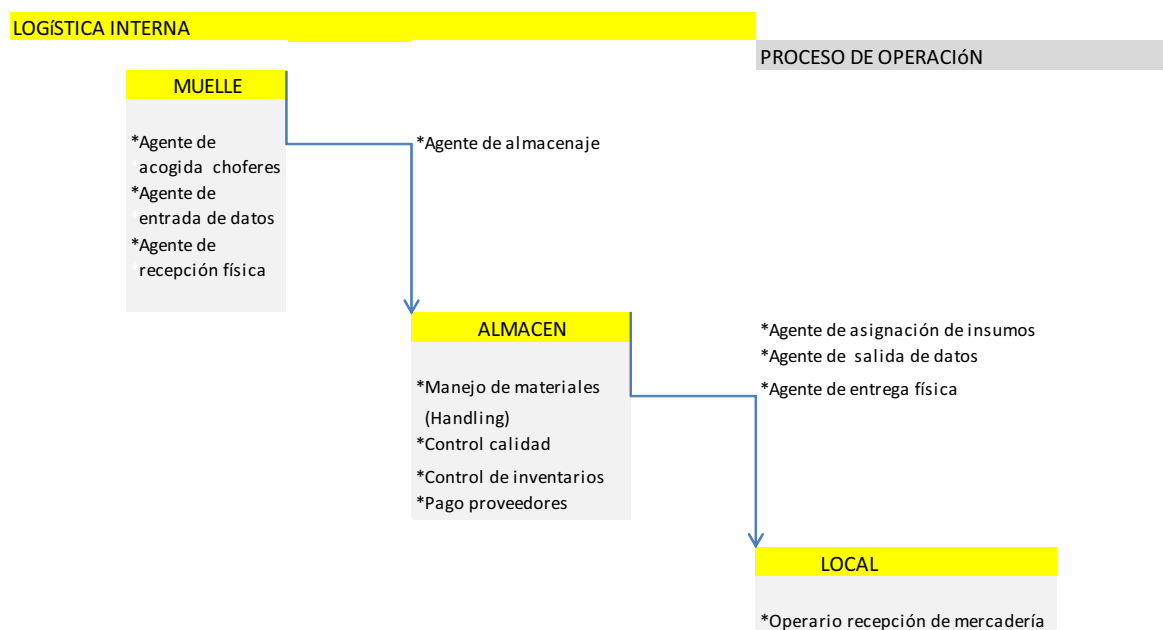 LOGíSTICA INTERNA
PROCESO DE OPERACIóN
MUELLE
*Agente de
acogida choferes
*Agente de
entrada de datos
*Agente de
recepción física
*Agente de almacenaje
ALMACEN
*Manejo de materiales
(Handling)
*Control calidad
*Control de inventarios
*Pago proveedores
*Agente de asignación de insumos
*Agente de salida de datos
*Agente de entrega física
LOCAL
*Operario recepción de mercadería